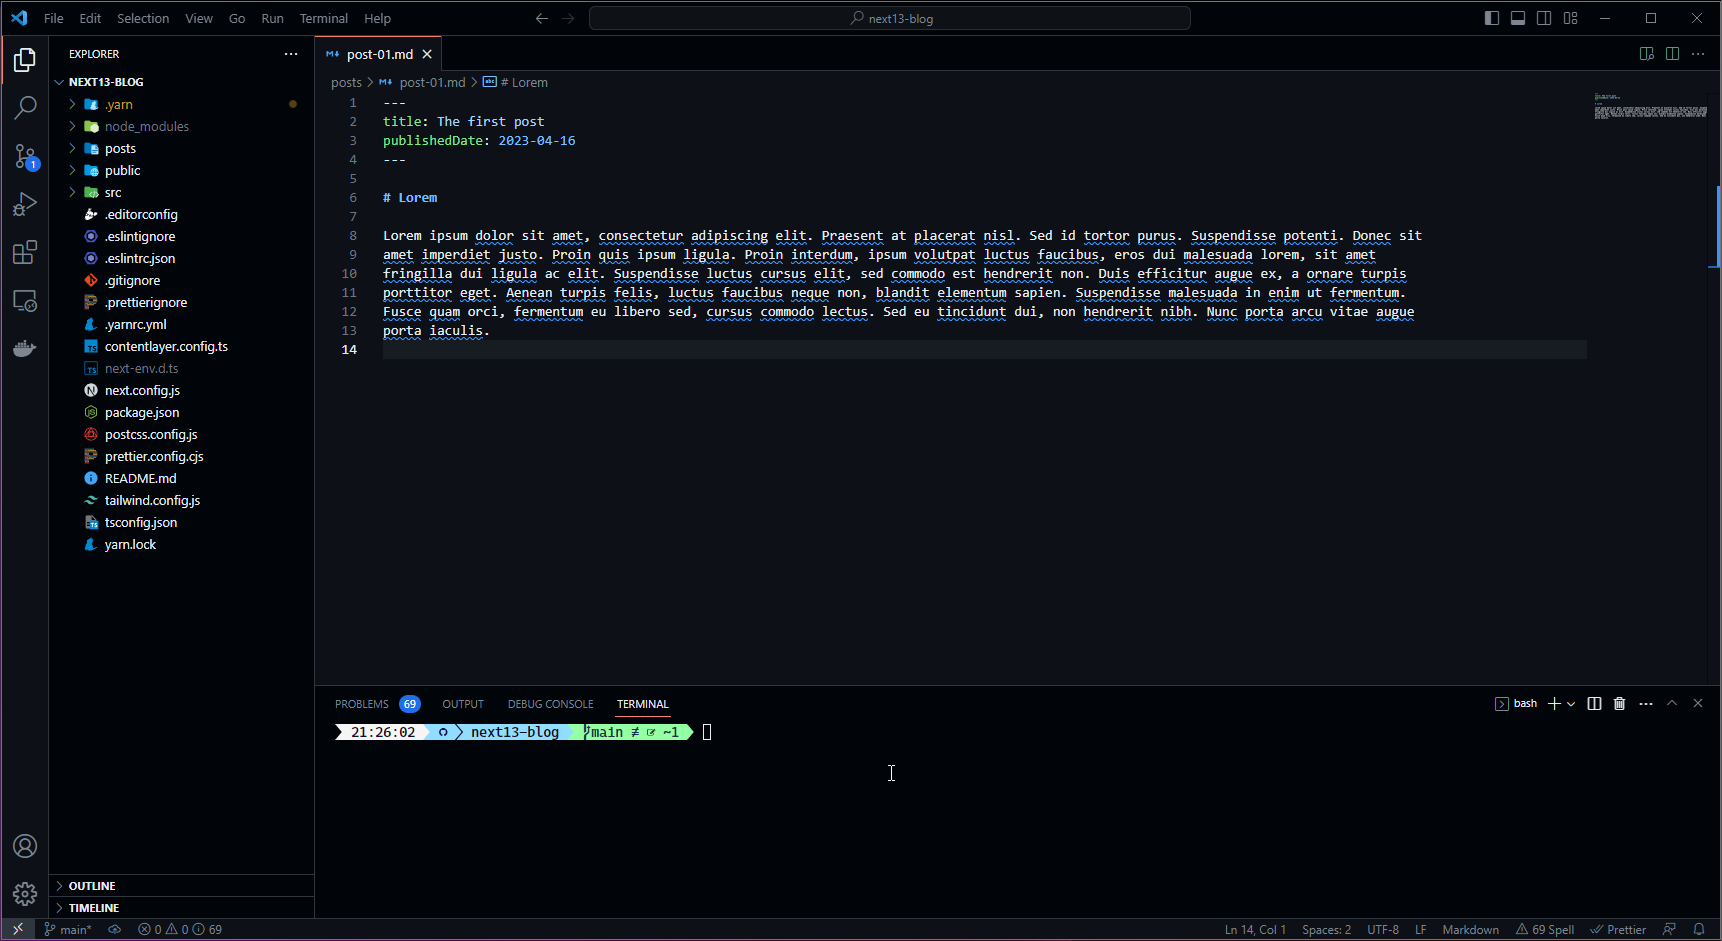 File Edit Selection View Go Run Terminal Help
next13-blog
EXPLORER
NEXT13-BLOG
.yarn
node_modules
posts
public
src
.editorconfig
.eslintignore
.eslintrc.json
.gitignore
.prettierignore
.yarnrc.yml
contentlayer.config.ts
next-env.d.ts
next.config.js
package.json
postcss.config.js
prettier.config.cjs
README.md
tailwind.config.js
tsconfig.json
yarn.lock
OUTLINE
TIMELINE
1
post-01.md
posts > post-01.md > # Lorem
1 ---
2 title: The first post
3 publishedDate: 2023-04-16
4 ---
5
6 # Lorem
7
8 Lorem ipsum dolor sit amet, consectetur adipiscing elit. Praesent at placerat nisl. Sed id tortor purus. Suspendisse potenti. Donec sit
9 amet imperdiet justo. Proin quis ipsum ligula. Proin interdum, ipsum volutpat luctus faucibus, eros dui malesuada lorem, sit amet
10 fringilla dui ligula ac elit. Suspendisse luctus cursus elit, sed commodo est hendrerit non. Duis efficitur augue ex, a ornare turpis
11 porttitor eget. Aenean turpis felis, luctus faucibus neque non, blandit elementum sapien. Suspendisse malesuada in enim ut fermentum.
12 Fusce quam orci, fermentum eu libero sed, cursus commodo lectus. Sed eu tincidunt dui, non hendrerit nibh. Nunc porta arcu vitae augue
13 porta iaculis.
14
PROBLEMS 69 OUTPUT DEBUG CONSOLE TERMINAL
bash
21:26:02 next13-blog main ≢ ~1
main* 0 0 69
Ln 14, Col 1 Spaces: 2 UTF-8 LF Markdown 69 Spell Prettier